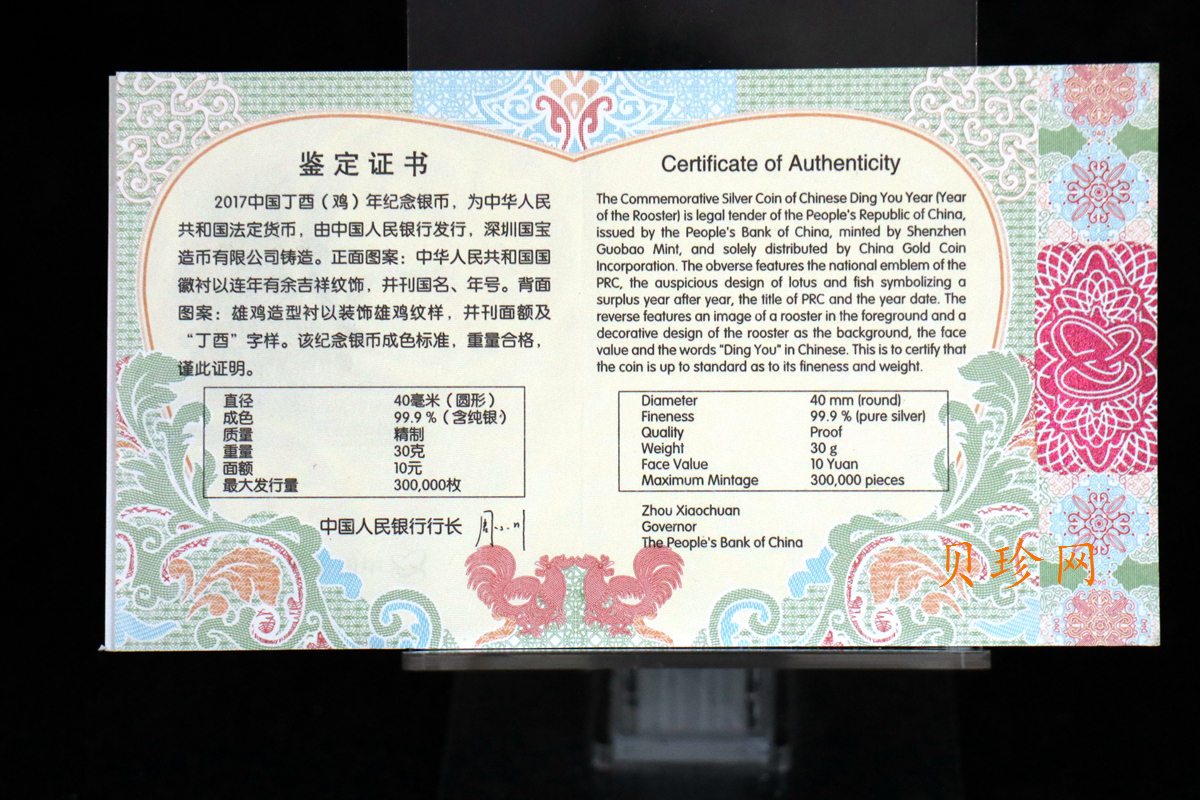 鉴定证书
2017中国丁酉（鸡）年纪念银币，为中华人民
共和国法定货币，由中国人民银行发行，深圳国宝
造币有限公司铸造。正面图案：中华人民共和国国
徽衬以连年有余吉祥纹饰，并刊国名、年号。背面
图案：雄鸡造型衬以装饰雄鸡纹样，并刊面额及
“丁酉”字样。该纪念银币成色标准，重量合格，
谨此证明。
直径 40毫米（圆形）
成色 99.9％（含纯银）
质量 精制
重量 30克
面额 10元
最大发行量 300,000枚
中国人民银行行长
Certificate of Authenticity
The Commemorative Silver Coin of Chinese Ding You Year (Year
of the Rooster) is legal tender of the People's Republic of China,
issued by the People's Bank of China, minted by Shenzhen
Guobao Mint, and solely distributed by China Gold Coin
Incorporation. The obverse features the national emblem of the
PRC, the auspicious design of lotus and fish symbolizing a
surplus year after year, the title of PRC and the year date. The
reverse features an image of a rooster in the foreground and a
decorative design of the rooster as the background, the face
value and the words "Ding You" in Chinese. This is to certify that
the coin is up to standard as to its fineness and weight.
Diameter 40 mm (round)
Fineness 99.9 % (pure silver)
Quality Proof
Weight 30 g
Face Value 10 Yuan
Maximum Mintage 300,000 pieces
Zhou Xiaochuan
Governor
The People's Bank of China
贝珍网